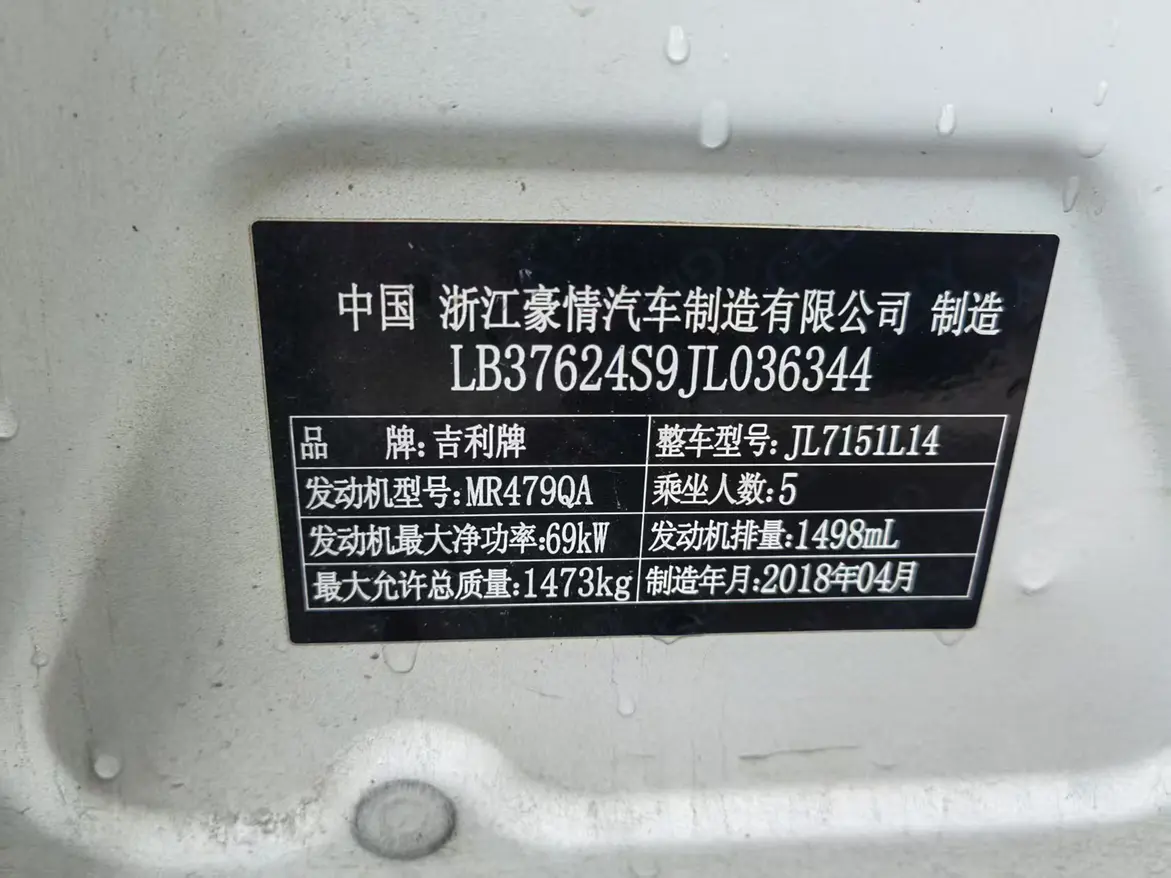 中国 浙江豪情汽车制造有限公司 制造
LB37624S9JL036344
品 牌:吉利牌 整车型号:JL7151L14
发动机型号:MR479QA 乘坐人数:5
发动机最大净功率:69kW 发动机排量:1498mL
最大允许总质量:1473kg 制造年月:2018年04月